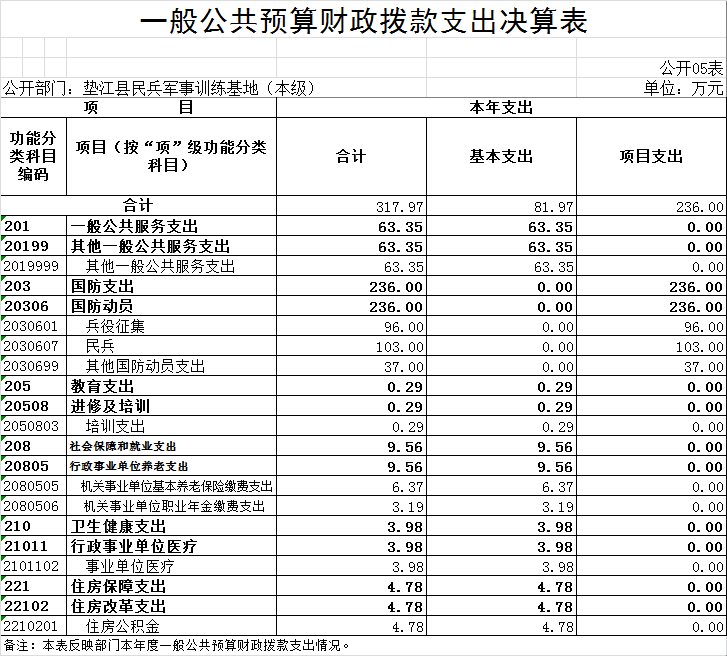 一般公共预算财政拨款支出决算表
公开05表
公开部门：垫江县民兵军事训练基地（本级） 单位：万元
项 目 本年支出
功能分类科目编码 项目（按“项”级功能分类科目） 合计 基本支出 项目支出
合计 317.97 81.97 236.00
201 一般公共服务支出 63.35 63.35 0.00
20199 其他一般公共服务支出 63.35 63.35 0.00
2019999 其他一般公共服务支出 63.35 63.35 0.00
203 国防支出 236.00 0.00 236.00
20306 国防动员 236.00 0.00 236.00
2030601 兵役征集 96.00 0.00 96.00
2030607 民兵 103.00 0.00 103.00
2030699 其他国防动员支出 37.00 0.00 37.00
205 教育支出 0.29 0.29 0.00
20508 进修及培训 0.29 0.29 0.00
2050803 培训支出 0.29 0.29 0.00
208 社会保障和就业支出 9.56 9.56 0.00
20805 行政事业单位养老支出 9.56 9.56 0.00
2080505 机关事业单位基本养老保险缴费支出 6.37 6.37 0.00
2080506 机关事业单位职业年金缴费支出 3.19 3.19 0.00
210 卫生健康支出 3.98 3.98 0.00
21011 行政事业单位医疗 3.98 3.98 0.00
2101102 事业单位医疗 3.98 3.98 0.00
221 住房保障支出 4.78 4.78 0.00
22102 住房改革支出 4.78 4.78 0.00
2210201 住房公积金 4.78 4.78 0.00
备注：本表反映部门本年度一般公共预算财政拨款支出情况。